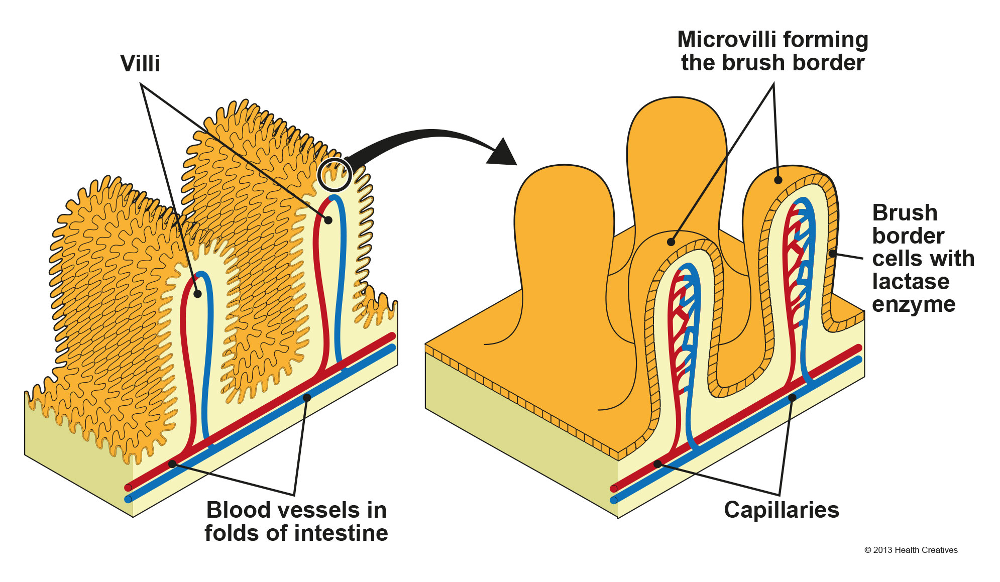 Villi
Microvilli forming
the brush border
Brush
border
cells with
lactase
enzyme
Blood vessels in
folds of intestine
Capillaries
© 2013 Health Creatives